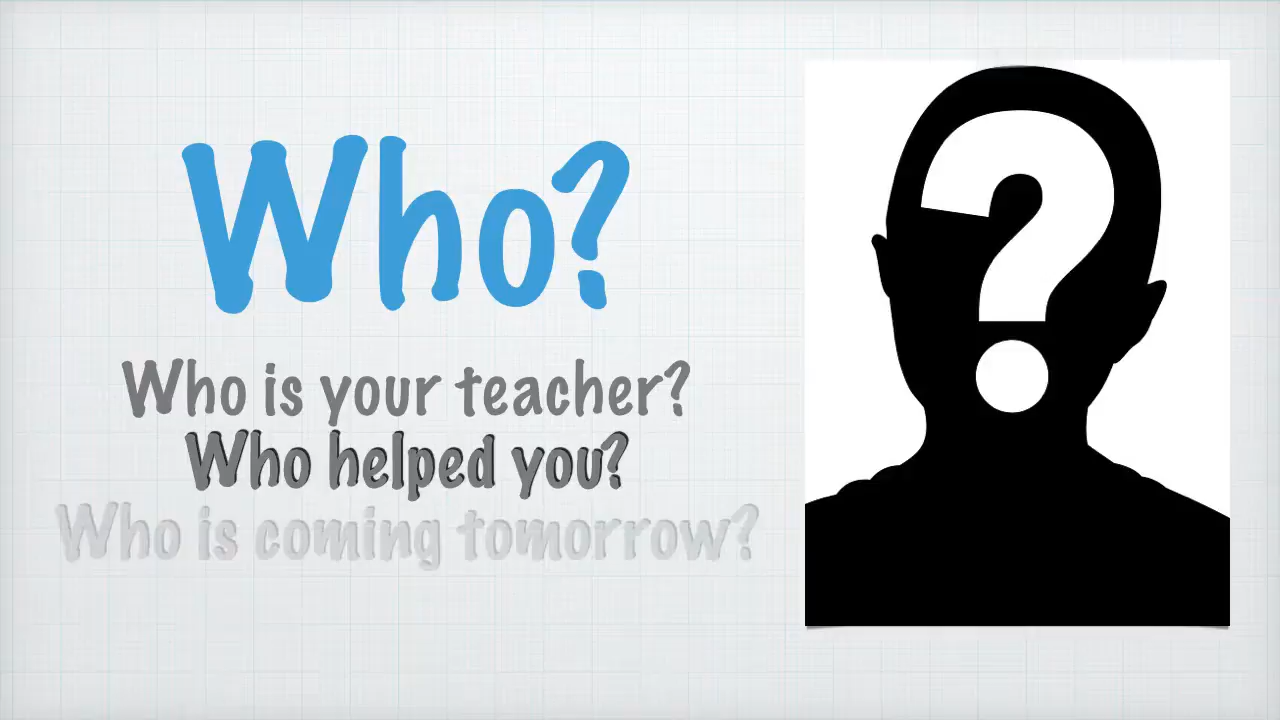 Who?
Who is your teacher?
Who helped you?
Who is coming tomorrow?
?